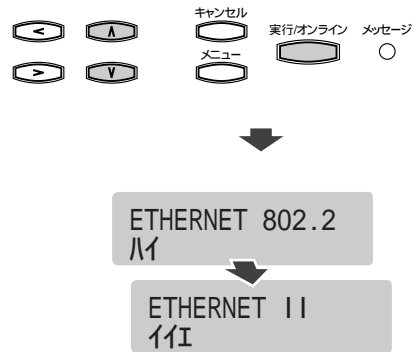 キャンセル
実行/オンライン メッセージ
< ∧
メニュー
> ∨
ETHERNET 802.2
ハイ
ETHERNET II
イイエ